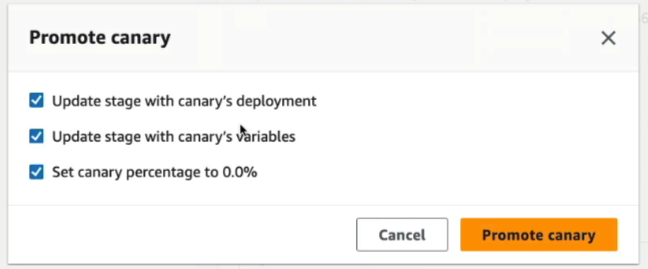 Promote canary
Update stage with canary's deployment
Update stage with canary's variables
Set canary percentage to 0.0%
Cancel
Promote canary